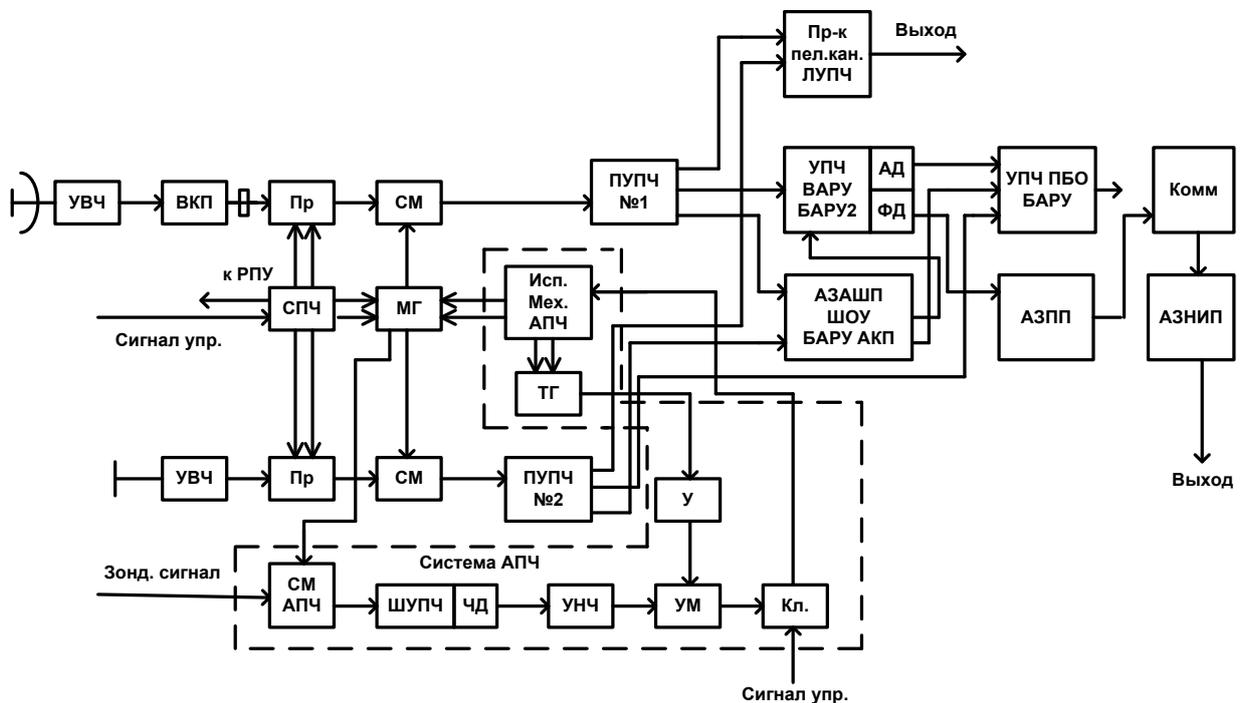 Пр-к
пел.кан.
ЛУПЧ
Выход
УВЧ
ВКП
Пр
СМ
ПУПЧ
№1
УПЧ
ВАРУ
БАРУ2
АД
ФД
УПЧ ПБО
БАРУ
Комм
к РПУ
СПЧ
МГ
Исп.
Мех.
АПЧ
АЗАШП
ШОУ
БАРУ АКП
АЗПП
АЗНИП
Сигнал упр.
ТГ
УВЧ
Пр
СМ
ПУПЧ
№2
У
Выход
Система АПЧ
Зонд. сигнал
СМ
АПЧ
ШУПЧ
ЧД
УНЧ
УМ
Кл.
Сигнал упр.